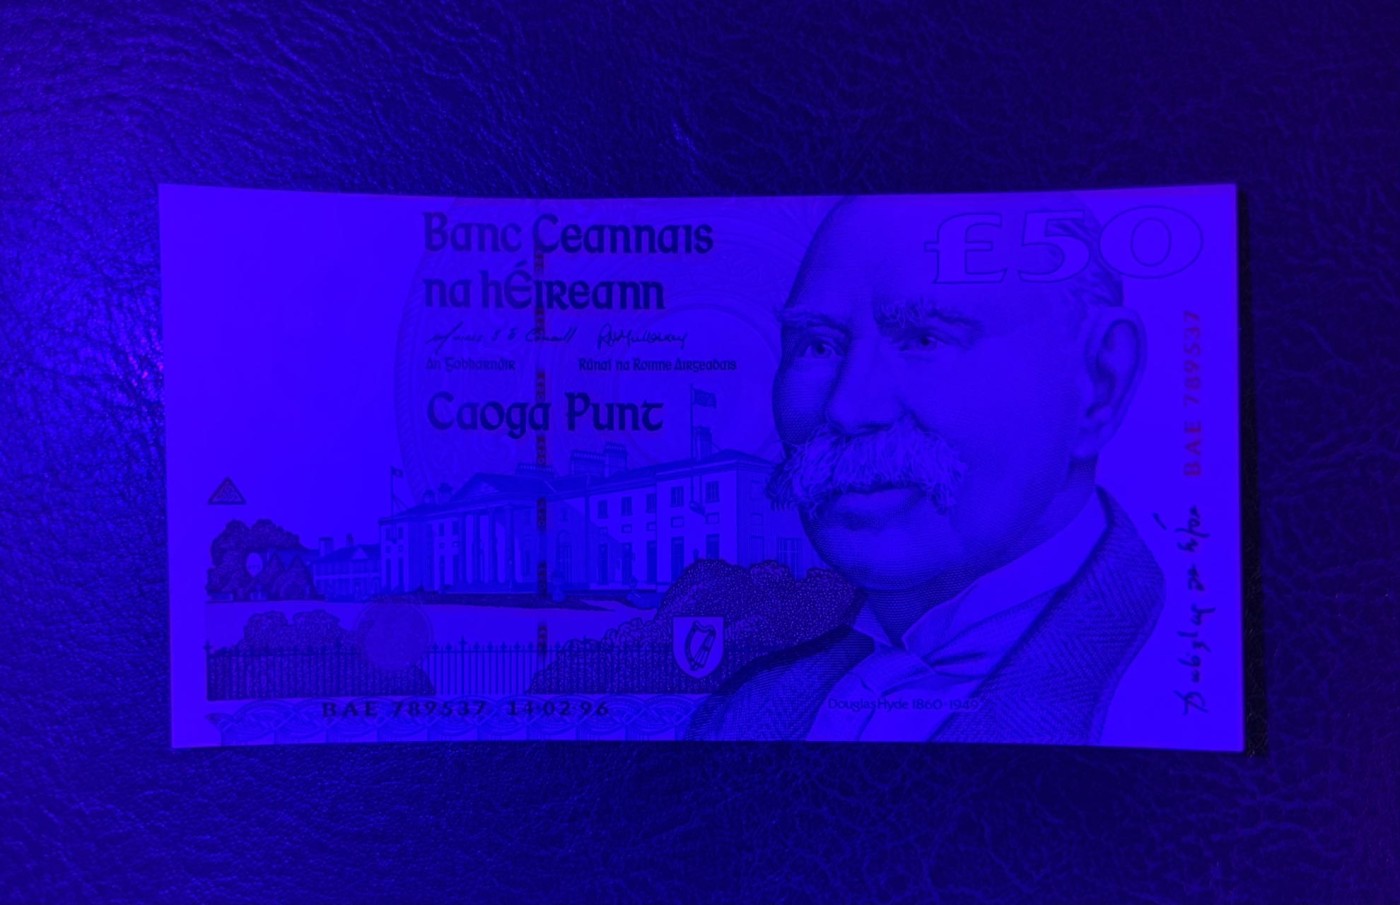 Banc Ceannais
na hÉireann
£50
An Gobharnóir
Rúnaí na Roinne Airgeadais
Caoga Punt
BAE 789537
BAE 789537 14·02·96
Douglas Hyde 1860-1949